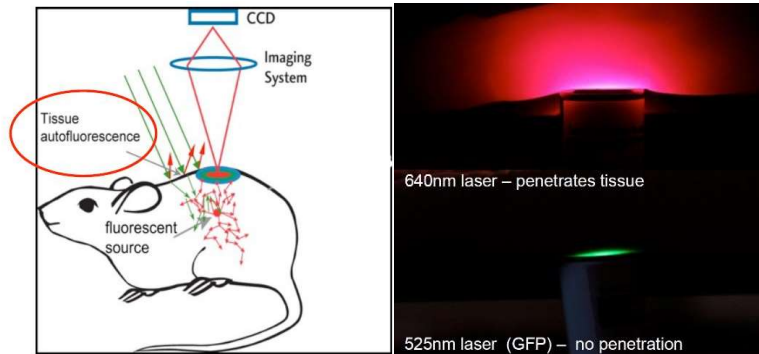 CCD
Imaging
System
Tissue
autofluorescence
fluorescent
source
640nm laser – penetrates tissue
525nm laser (GFP) – no penetration